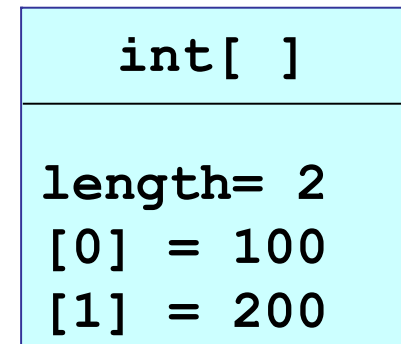 int[ ]
length= 2
[0] = 100
[1] = 200